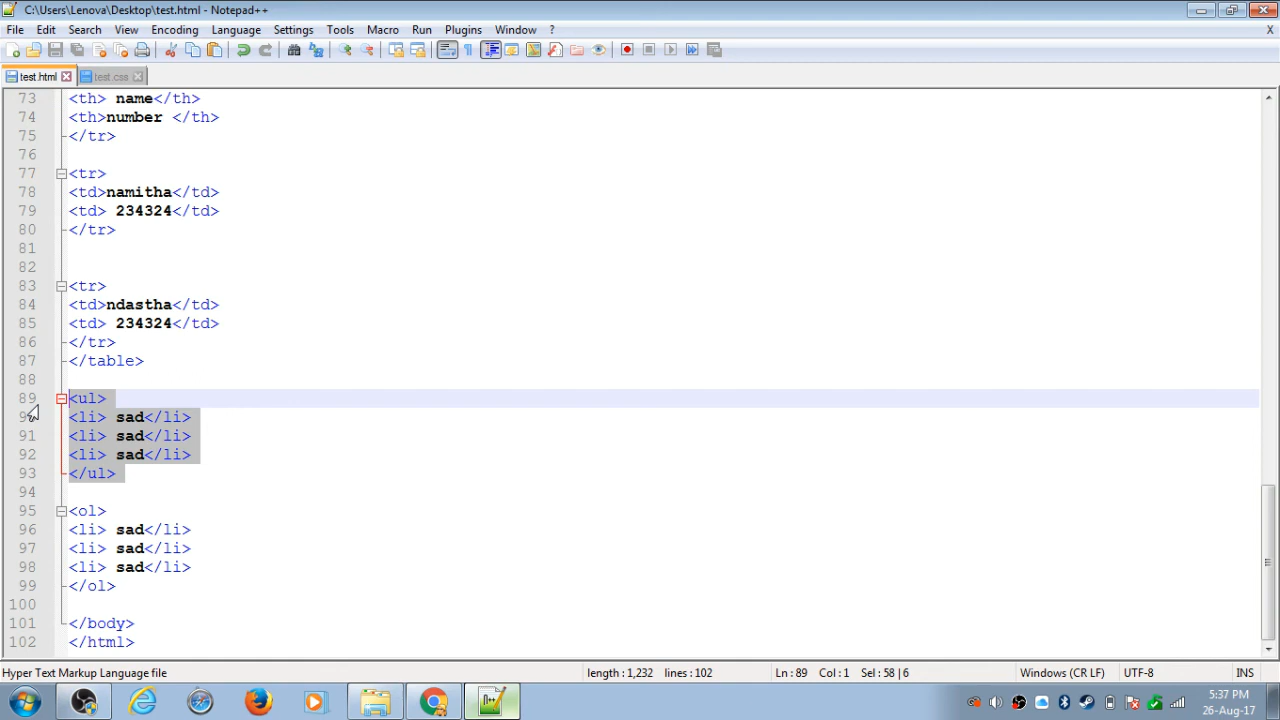 C:\Users\Lenova\Desktop\test.html - Notepad++
File Edit Search View Encoding Language Settings Tools Macro Run Plugins Window ? X
test.html test.css
73 <th> name</th>
74 <th>number </th>
75 </tr>
76
77 <tr>
78 <td>namitha</td>
79 <td> 234324</td>
80 </tr>
81
82
83 <tr>
84 <td>ndastha</td>
85 <td> 234324</td>
86 </tr>
87 </table>
88
89 <ul>
<li> sad</li>
91 <li> sad</li>
92 <li> sad</li>
93 </ul>
94
95 <ol>
96 <li> sad</li>
97 <li> sad</li>
98 <li> sad</li>
99 </ol>
100
101 </body>
102 </html>
Hyper Text Markup Language file length : 1,232 lines : 102 Ln : 89 Col : 1 Sel : 58 | 6 Windows (CR LF) UTF-8 INS
5:37 PM
26-Aug-17